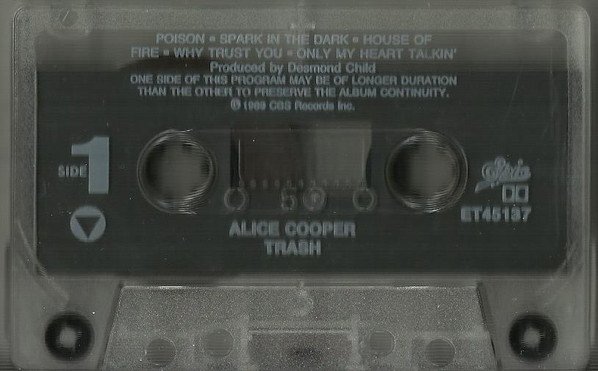 POISON • SPARK IN THE DARK • HOUSE OF
FIRE • WHY TRUST YOU • ONLY MY HEART TALKIN'
Produced by Desmond Child
ONE SIDE OF THIS PROGRAM MAY BE OF LONGER DURATION
THAN THE OTHER TO PRESERVE THE ALBUM CONTINUITY.
℗ 1989 CBS Records Inc.
SIDE 1
Epic
ET45137
ALICE COOPER
TRASH